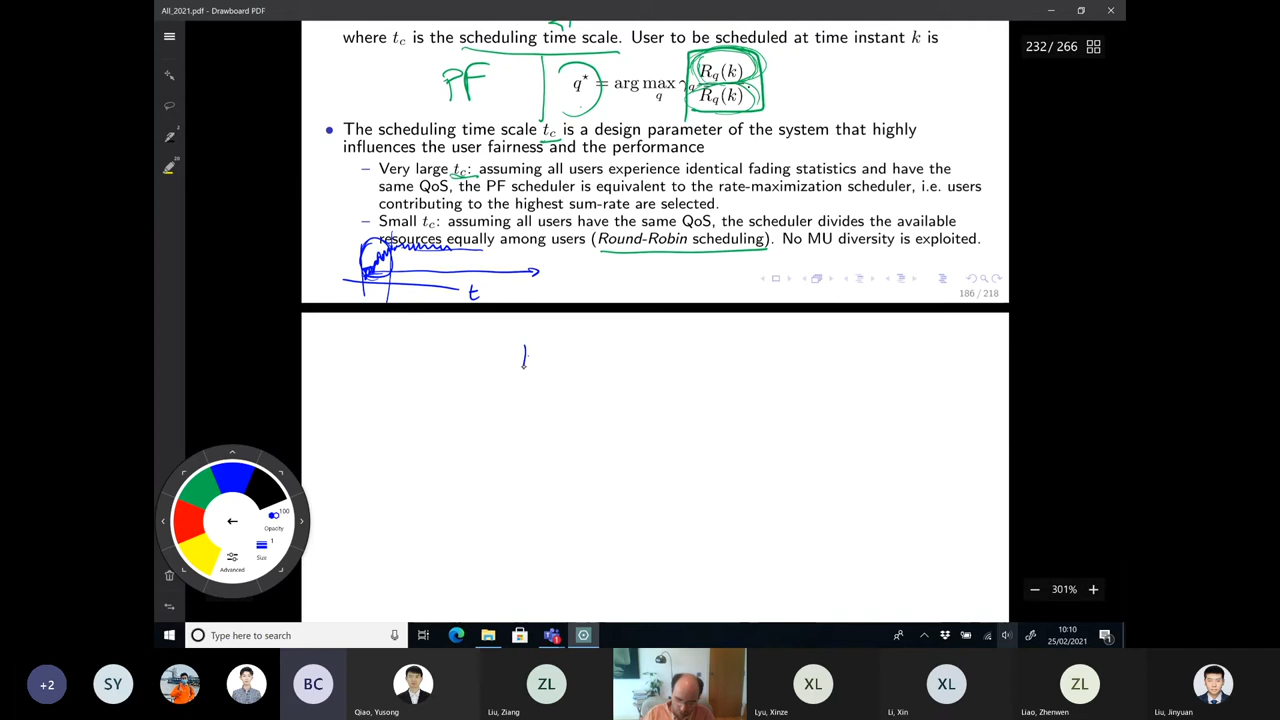 All_2021.pdf - Drawboard PDF
232 / 266
where t_c is the scheduling time scale. User to be scheduled at time instant k is
PF
q⋆ = arg max_q γ_q R_q(k) / R̄_q(k)
• The scheduling time scale t_c is a design parameter of the system that highly
influences the user fairness and the performance
– Very large t_c: assuming all users experience identical fading statistics and have the
same QoS, the PF scheduler is equivalent to the rate-maximization scheduler, i.e. users
contributing to the highest sum-rate are selected.
– Small t_c: assuming all users have the same QoS, the scheduler divides the available
resources equally among users (Round-Robin scheduling). No MU diversity is exploited.
t
186 / 218
100
Opacity
1
Size
Advanced
301%
Type here to search
10:10
25/02/2021
+2
SY
BC
ZL
XL
XL
ZL
Qiao, Yusong
Liu, Ziang
Lyu, Xinze
Li, Xin
Liao, Zhenwen
Liu, Jinyuan